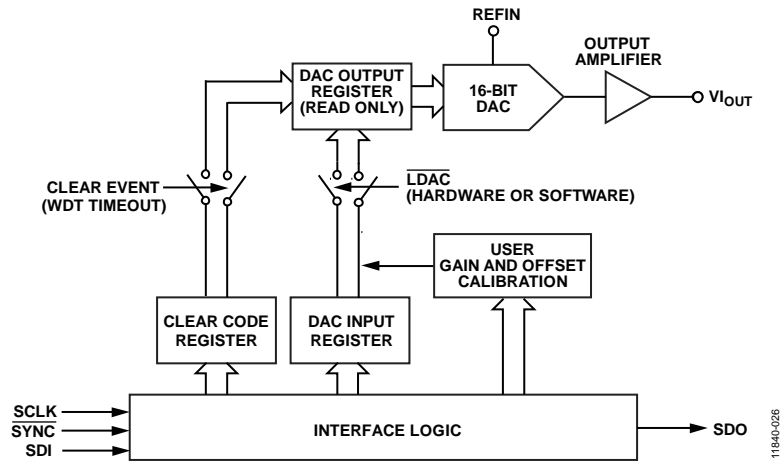 REFIN
OUTPUT
AMPLIFIER
DAC OUTPUT
REGISTER
(READ ONLY)
16-BIT
DAC
VIOUT
CLEAR EVENT
(WDT TIMEOUT)
LDAC
(HARDWARE OR SOFTWARE)
USER
GAIN AND OFFSET
CALIBRATION
CLEAR CODE
REGISTER
DAC INPUT
REGISTER
SCLK
SYNC
SDI
INTERFACE LOGIC
SDO
11840-026